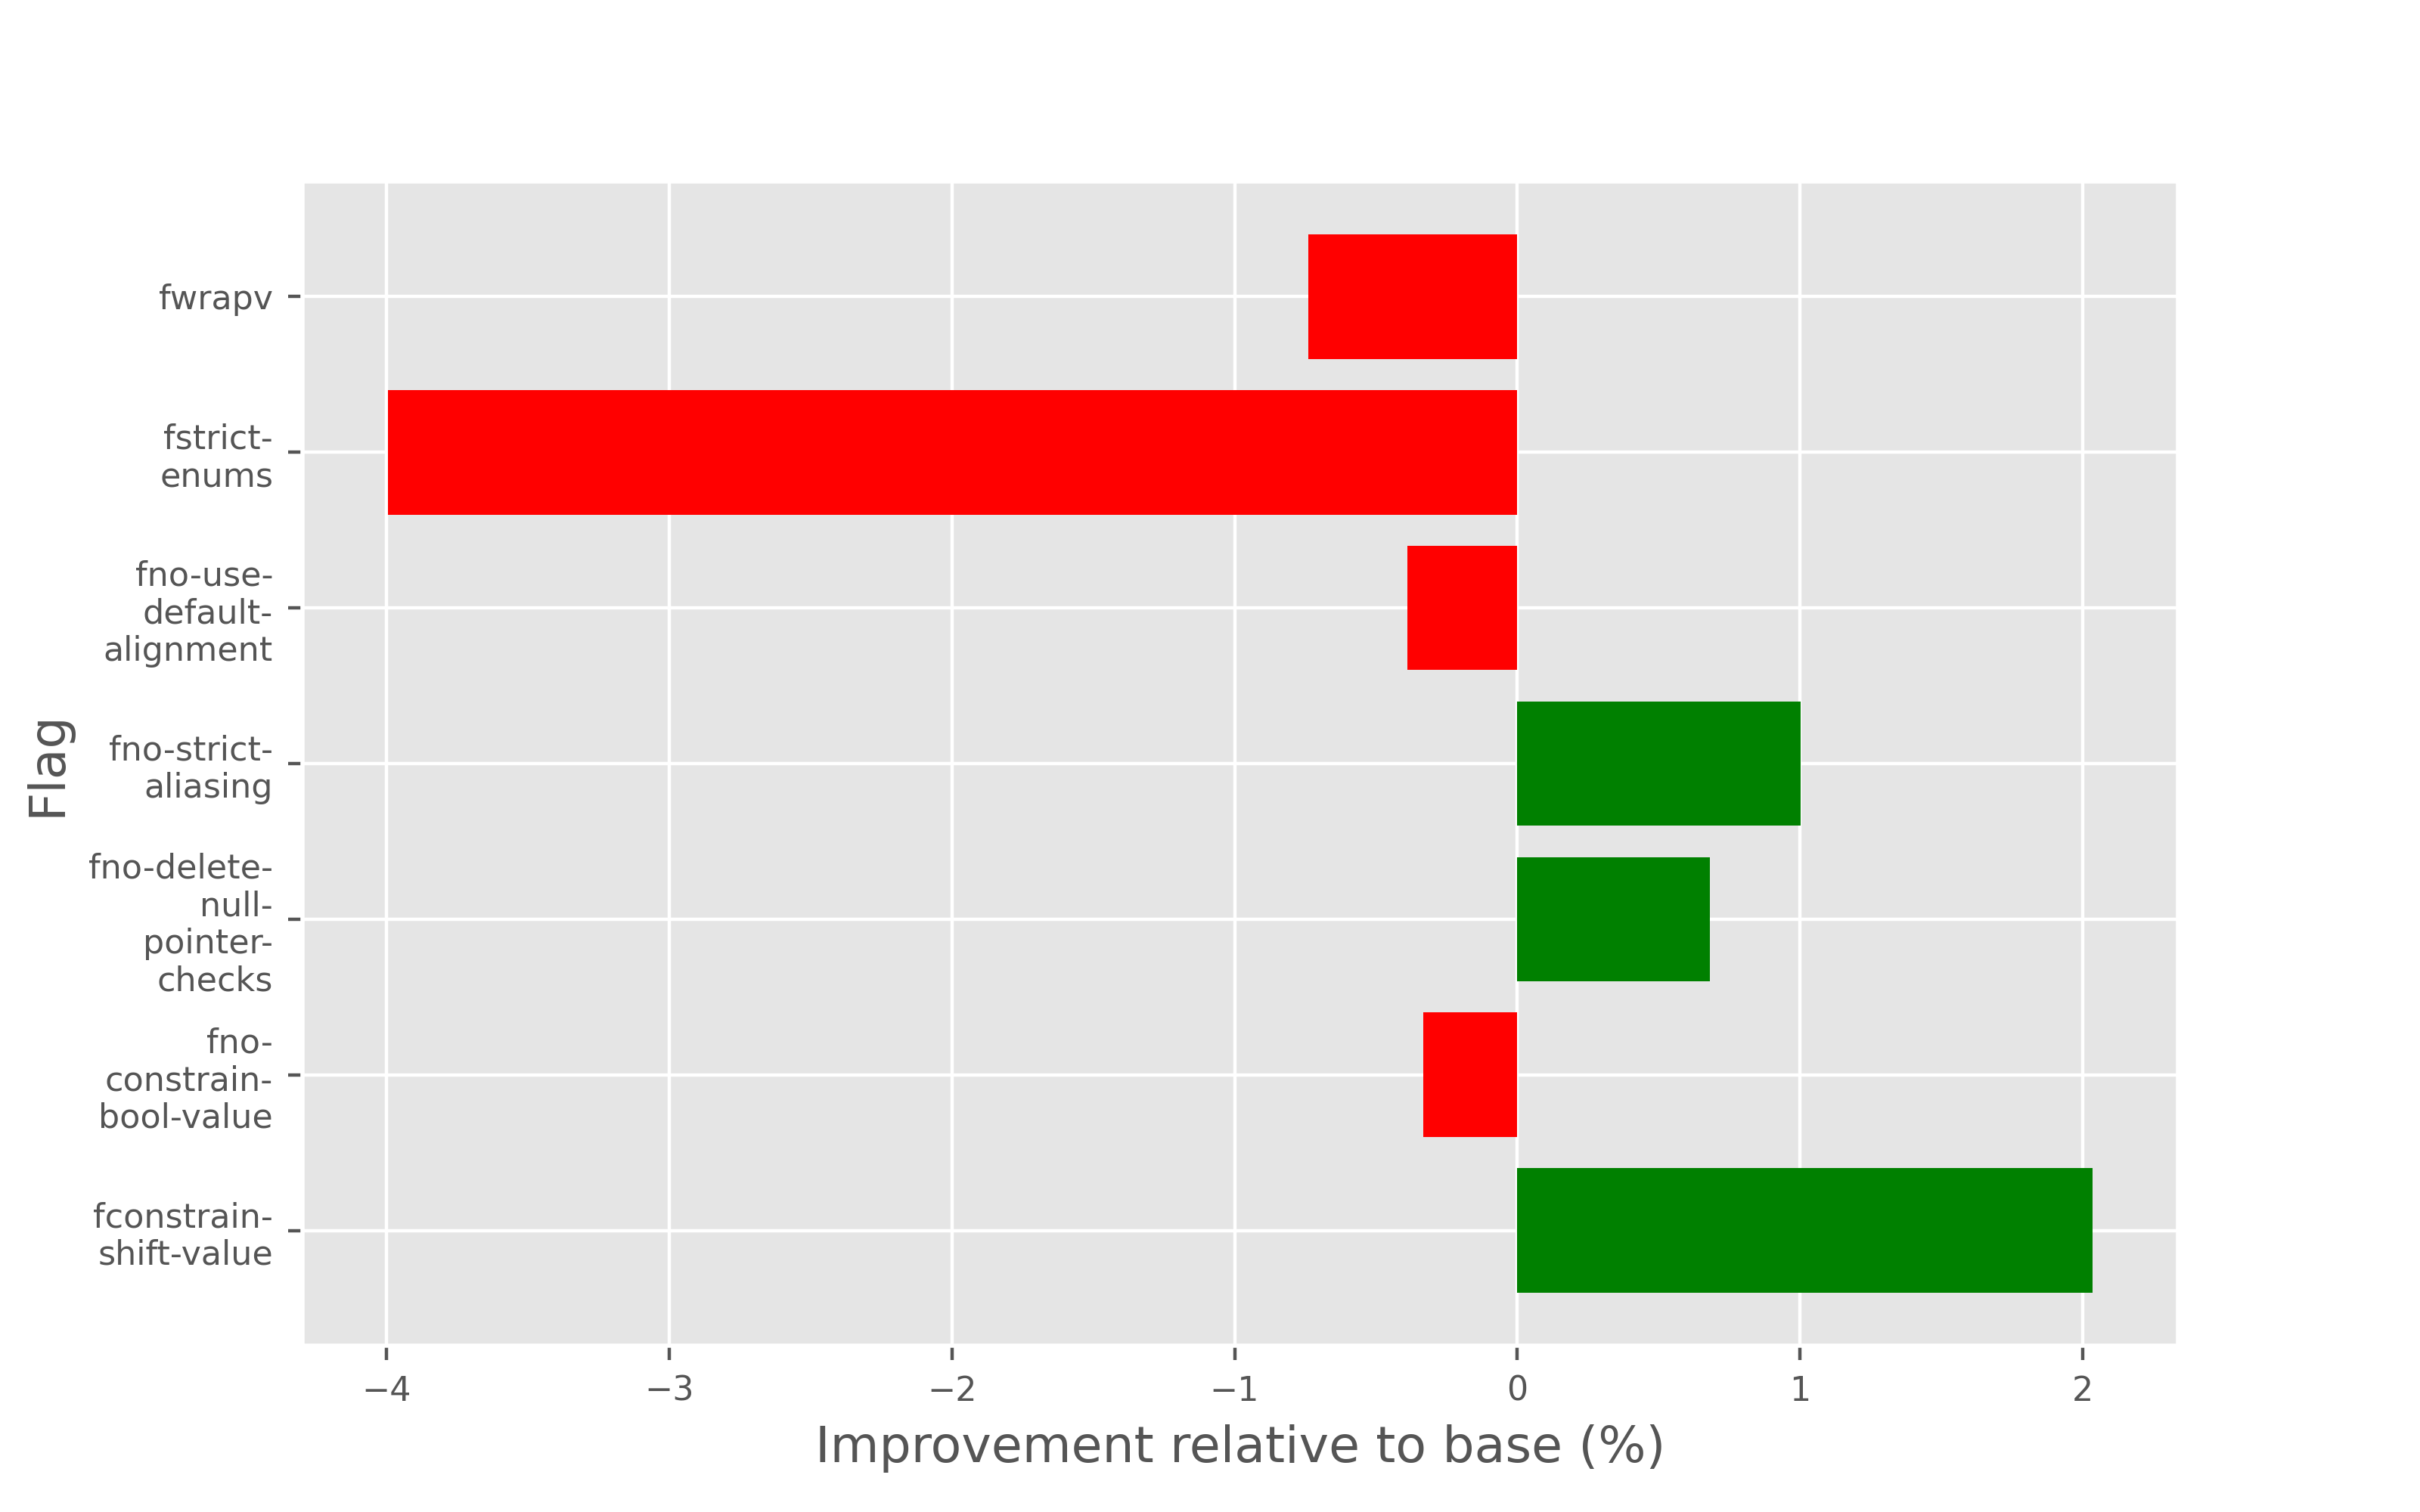 fwrapv
fstrict-
enums
fno-use-
default-
alignment
fno-strict-
aliasing
fno-delete-
null-
pointer-
checks
fno-
constrain-
bool-value
fconstrain-
shift-value
Flag
−4 −3 −2 −1 0 1 2
Improvement relative to base (%)